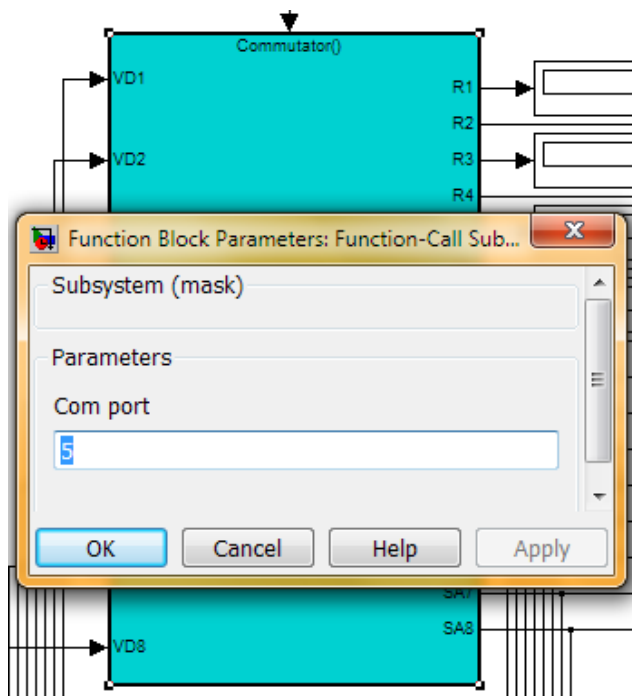 Commutator()
VD1
R1
R2
VD2
R3
R4
Function Block Parameters: Function-Call Sub...
Subsystem (mask)
Parameters
Com port
5
OK
Cancel
Help
Apply
SA7
SA8
VD8